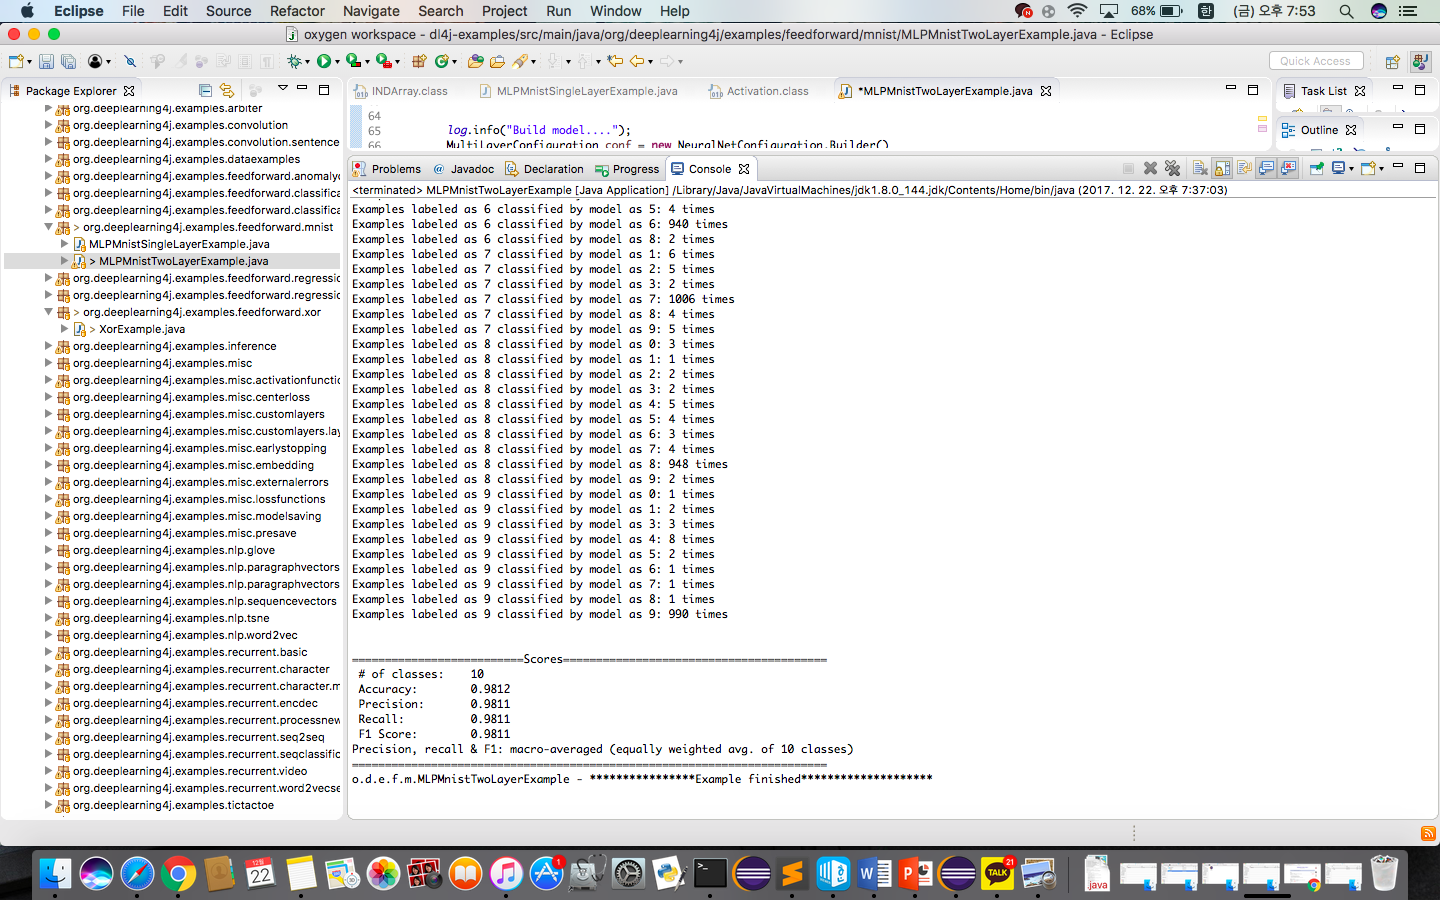 Eclipse File Edit Source Refactor Navigate Search Project Run Window Help 68% 한 (금) 오후 7:53
oxygen workspace - dl4j-examples/src/main/java/org/deeplearning4j/examples/feedforward/mnist/MLPMnistTwoLayerExample.java - Eclipse
Quick Access
Package Explorer
INDArray.class MLPMnistSingleLayerExample.java Activation.class *MLPMnistTwoLayerExample.java
Task List
Outline
org.deeplearning4j.examples.arbiter
org.deeplearning4j.examples.convolution
org.deeplearning4j.examples.convolution.sentence
org.deeplearning4j.examples.dataexamples
org.deeplearning4j.examples.feedforward.anomaly
org.deeplearning4j.examples.feedforward.classifica
org.deeplearning4j.examples.feedforward.classifica
> org.deeplearning4j.examples.feedforward.mnist
MLPMnistSingleLayerExample.java
> MLPMnistTwoLayerExample.java
org.deeplearning4j.examples.feedforward.regressic
org.deeplearning4j.examples.feedforward.regressic
> org.deeplearning4j.examples.feedforward.xor
> XorExample.java
org.deeplearning4j.examples.inference
org.deeplearning4j.examples.misc
org.deeplearning4j.examples.misc.activationfunctic
org.deeplearning4j.examples.misc.centerloss
org.deeplearning4j.examples.misc.customlayers
org.deeplearning4j.examples.misc.customlayers.lay
org.deeplearning4j.examples.misc.earlystopping
org.deeplearning4j.examples.misc.embedding
org.deeplearning4j.examples.misc.externalerrors
org.deeplearning4j.examples.misc.lossfunctions
org.deeplearning4j.examples.misc.modelsaving
org.deeplearning4j.examples.misc.presave
org.deeplearning4j.examples.nlp.glove
org.deeplearning4j.examples.nlp.paragraphvectors
org.deeplearning4j.examples.nlp.paragraphvectors
org.deeplearning4j.examples.nlp.sequencevectors
org.deeplearning4j.examples.nlp.tsne
org.deeplearning4j.examples.nlp.word2vec
org.deeplearning4j.examples.recurrent.basic
org.deeplearning4j.examples.recurrent.character
org.deeplearning4j.examples.recurrent.character.m
org.deeplearning4j.examples.recurrent.encdec
org.deeplearning4j.examples.recurrent.processnew
org.deeplearning4j.examples.recurrent.seq2seq
org.deeplearning4j.examples.recurrent.seqclassific
org.deeplearning4j.examples.recurrent.video
org.deeplearning4j.examples.recurrent.word2vecse
org.deeplearning4j.examples.tictactoe
64
65 log.info("Build model....");
66 MultiLayerConfiguration conf = new NeuralNetConfiguration.Builder()
Problems @ Javadoc Declaration Progress Console
<terminated> MLPMnistTwoLayerExample [Java Application] /Library/Java/JavaVirtualMachines/jdk1.8.0_144.jdk/Contents/Home/bin/java (2017. 12. 22. 오후 7:37:03)
Examples labeled as 6 classified by model as 5: 4 times
Examples labeled as 6 classified by model as 6: 940 times
Examples labeled as 6 classified by model as 8: 2 times
Examples labeled as 7 classified by model as 1: 6 times
Examples labeled as 7 classified by model as 2: 5 times
Examples labeled as 7 classified by model as 3: 2 times
Examples labeled as 7 classified by model as 7: 1006 times
Examples labeled as 7 classified by model as 8: 4 times
Examples labeled as 7 classified by model as 9: 5 times
Examples labeled as 8 classified by model as 0: 3 times
Examples labeled as 8 classified by model as 1: 1 times
Examples labeled as 8 classified by model as 2: 2 times
Examples labeled as 8 classified by model as 3: 2 times
Examples labeled as 8 classified by model as 4: 5 times
Examples labeled as 8 classified by model as 5: 4 times
Examples labeled as 8 classified by model as 6: 3 times
Examples labeled as 8 classified by model as 7: 4 times
Examples labeled as 8 classified by model as 8: 948 times
Examples labeled as 8 classified by model as 9: 2 times
Examples labeled as 9 classified by model as 0: 1 times
Examples labeled as 9 classified by model as 1: 2 times
Examples labeled as 9 classified by model as 3: 3 times
Examples labeled as 9 classified by model as 4: 8 times
Examples labeled as 9 classified by model as 5: 2 times
Examples labeled as 9 classified by model as 6: 1 times
Examples labeled as 9 classified by model as 7: 1 times
Examples labeled as 9 classified by model as 8: 1 times
Examples labeled as 9 classified by model as 9: 990 times
==========================Scores========================================
# of classes: 10
Accuracy: 0.9812
Precision: 0.9811
Recall: 0.9811
F1 Score: 0.9811
Precision, recall & F1: macro-averaged (equally weighted avg. of 10 classes)
========================================================================
o.d.e.f.m.MLPMnistTwoLayerExample - ****************Example finished********************
12월
22
1
TALK
21
.java